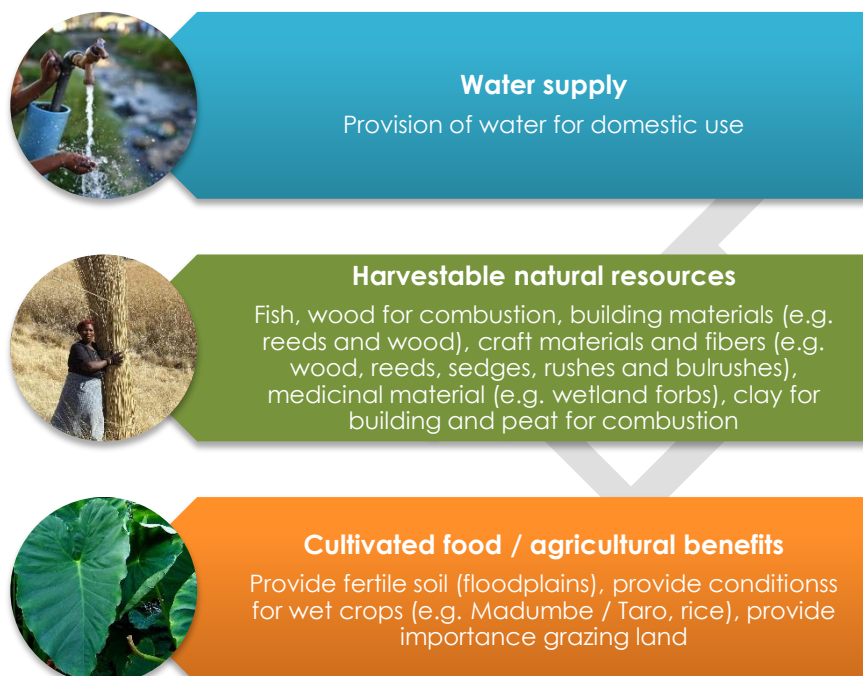 Water supply
Provision of water for domestic use
Harvestable natural resources
Fish, wood for combustion, building materials (e.g.
reeds and wood), craft materials and fibers (e.g.
wood, reeds, sedges, rushes and bulrushes),
medicinal material (e.g. wetland forbs), clay for
building and peat for combustion
Cultivated food / agricultural benefits
Provide fertile soil (floodplains), provide conditionss
for wet crops (e.g. Madumbe / Taro, rice), provide
importance grazing land